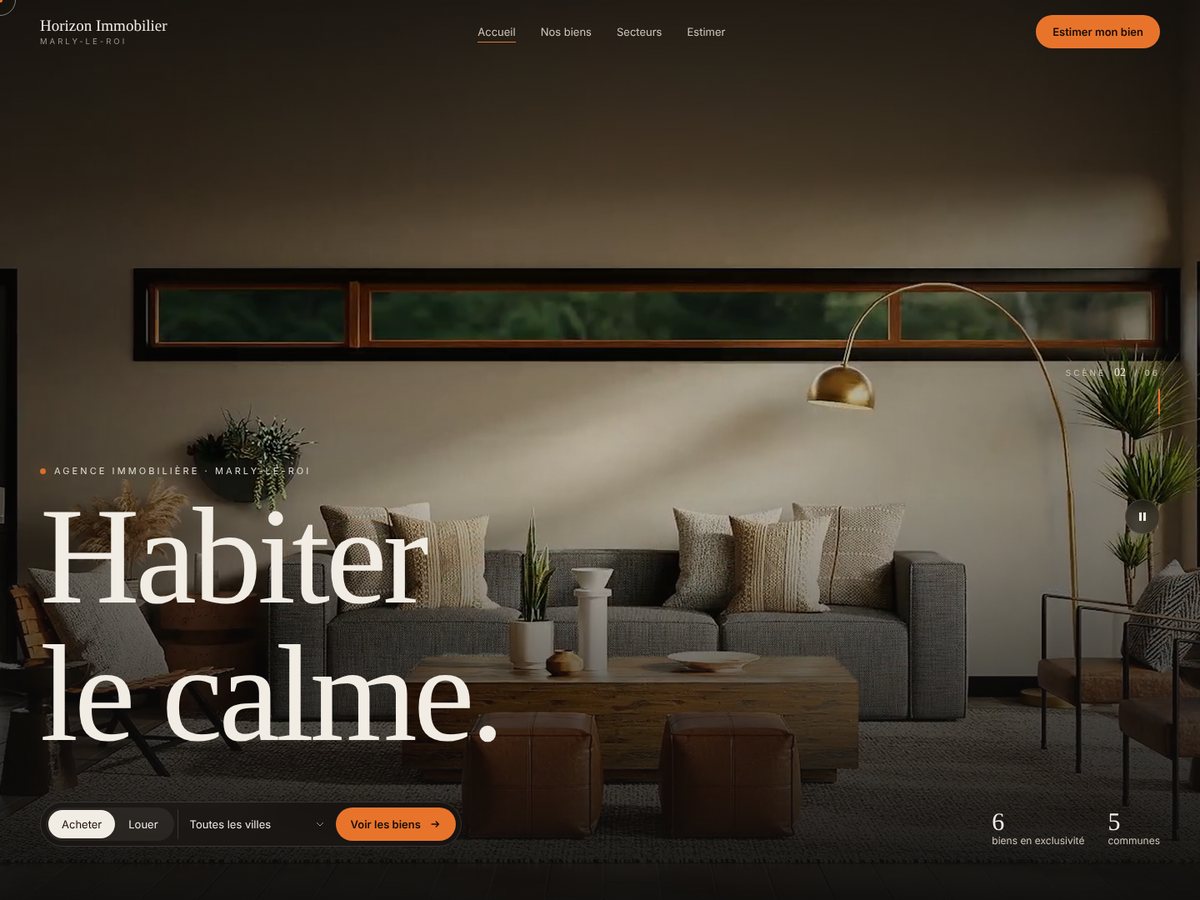 Horizon Immobilier
MARLY-LE-ROI
Accueil
Nos biens
Secteurs
Estimer
Estimer mon bien
SCÈNE 02 / 06
AGENCE IMMOBILIÈRE · MARLY-LE-ROI
Habiter
le calme.
Acheter
Louer
Toutes les villes
Voir les biens →
6
biens en exclusivité
5
communes